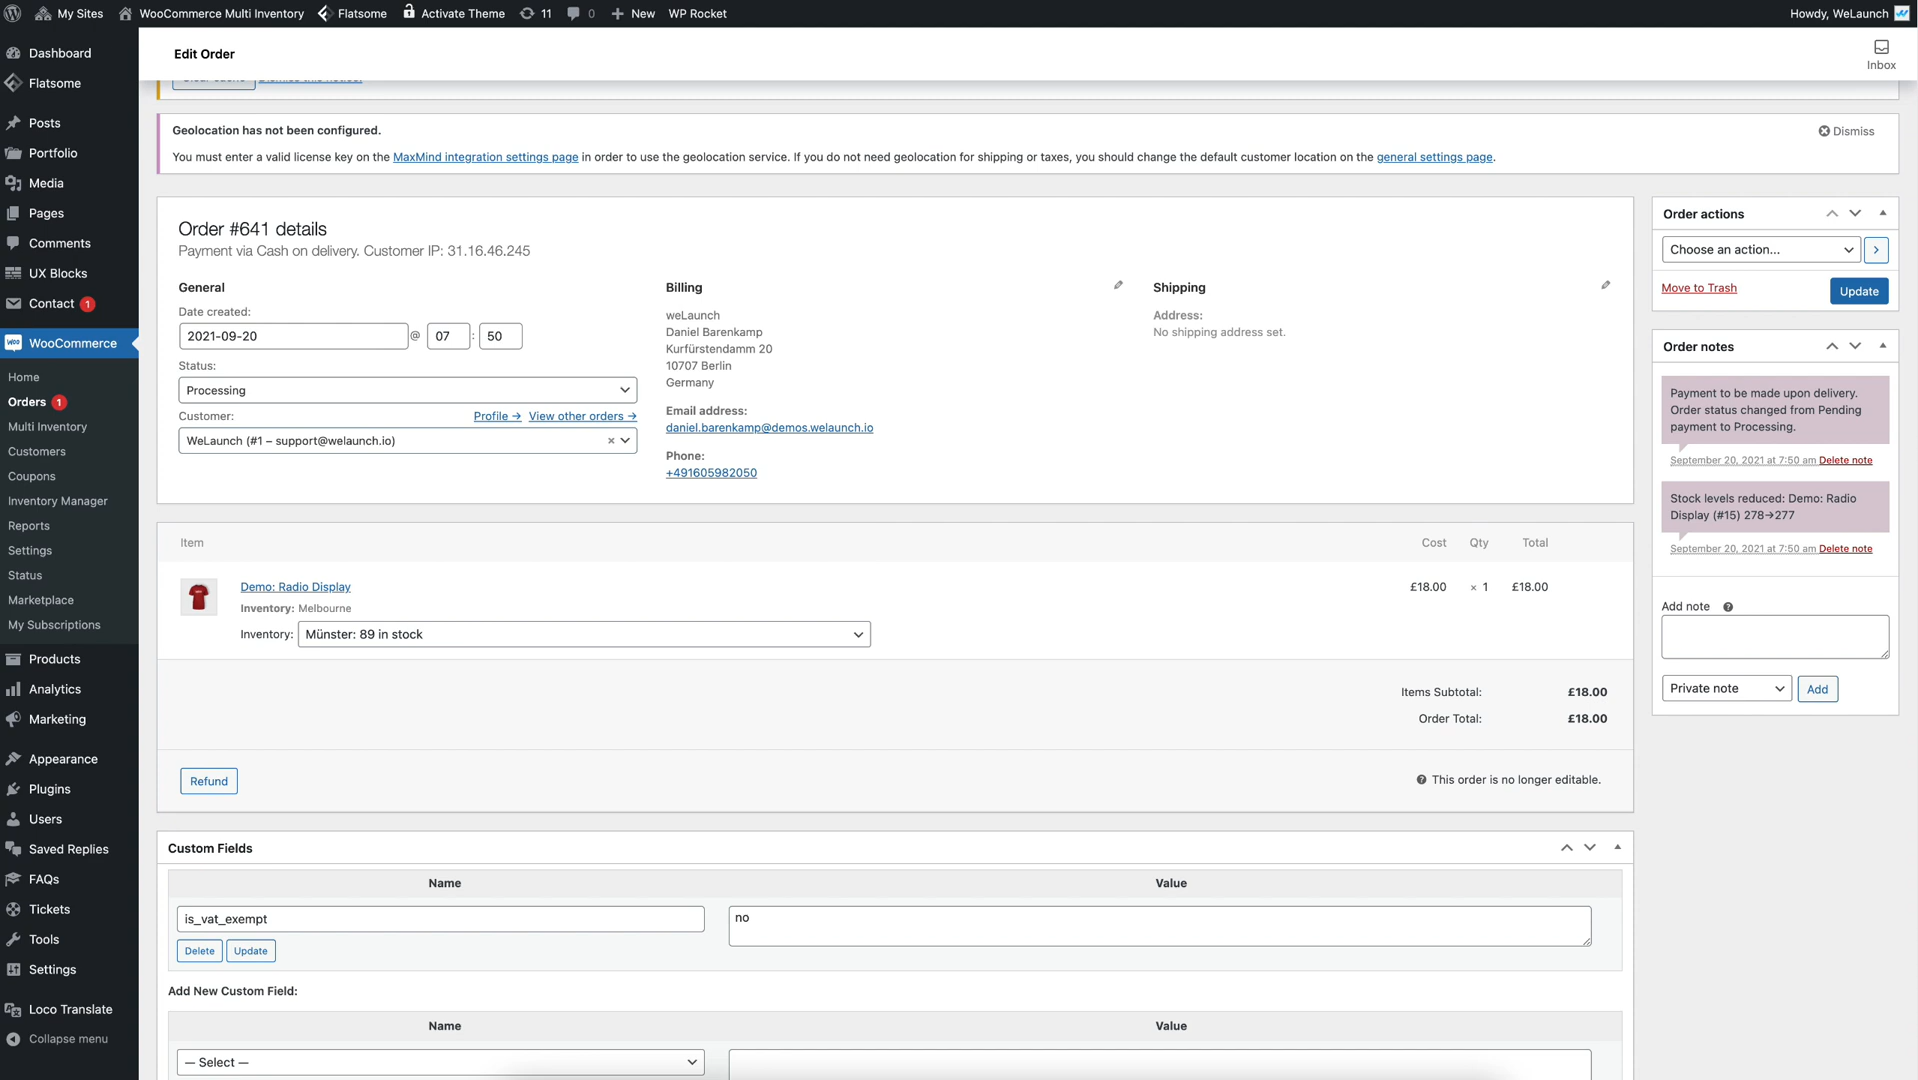 My Sites
WooCommerce Multi Inventory
Flatsome
Activate Theme
11
0
New
WP Rocket
Howdy, WeLaunch
Dashboard
Flatsome
Posts
Portfolio
Media
Pages
Comments
UX Blocks
Contact 1
WooCommerce
Home
Orders 1
Multi Inventory
Customers
Coupons
Inventory Manager
Reports
Settings
Status
Marketplace
My Subscriptions
Products
Analytics
Marketing
Appearance
Plugins
Users
Saved Replies
FAQs
Tickets
Tools
Settings
Loco Translate
Collapse menu
Edit Order
Inbox
Geolocation has not been configured.
Dismiss
You must enter a valid license key on the MaxMind integration settings page in order to use the geolocation service. If you do not need geolocation for shipping or taxes, you should change the default customer location on the general settings page.
Order #641 details
Payment via Cash on delivery. Customer IP: 31.16.46.245
General
Date created:
2021-09-20 @ 07 : 50
Status:
Processing
Customer:
Profile →
View other orders →
WeLaunch (#1 – support@welaunch.io) ×
Billing
weLaunch
Daniel Barenkamp
Kurfürstendamm 20
10707 Berlin
Germany
Email address:
daniel.barenkamp@demos.welaunch.io
Phone:
+491605982050
Shipping
Address:
No shipping address set.
Item
Cost
Qty
Total
Demo: Radio Display
£18.00
× 1
£18.00
Inventory: Melbourne
Inventory: Münster: 89 in stock
Items Subtotal: £18.00
Order Total: £18.00
Refund
This order is no longer editable.
Custom Fields
Name
Value
is_vat_exempt
no
Delete
Update
Add New Custom Field:
Name
Value
— Select —
Order actions
Choose an action...
Move to Trash
Update
Order notes
Payment to be made upon delivery.
Order status changed from Pending
payment to Processing.
September 20, 2021 at 7:50 am Delete note
Stock levels reduced: Demo: Radio
Display (#15) 278→277
September 20, 2021 at 7:50 am Delete note
Add note
Private note
Add